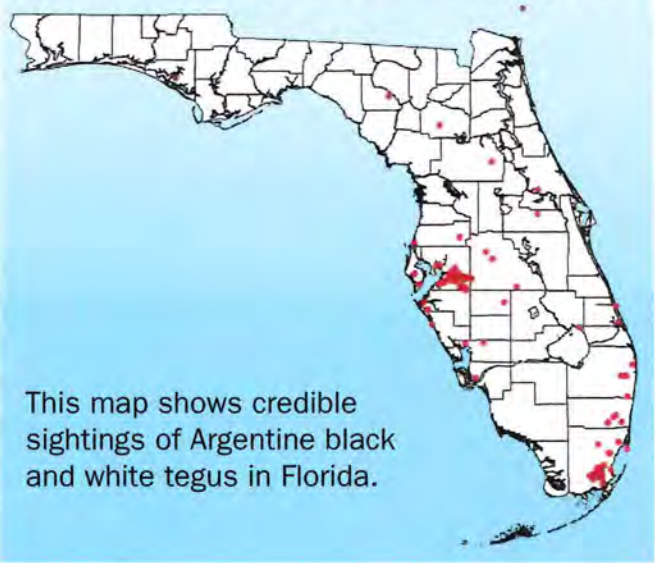 This map shows credible
sightings of Argentine black
and white tegus in Florida.